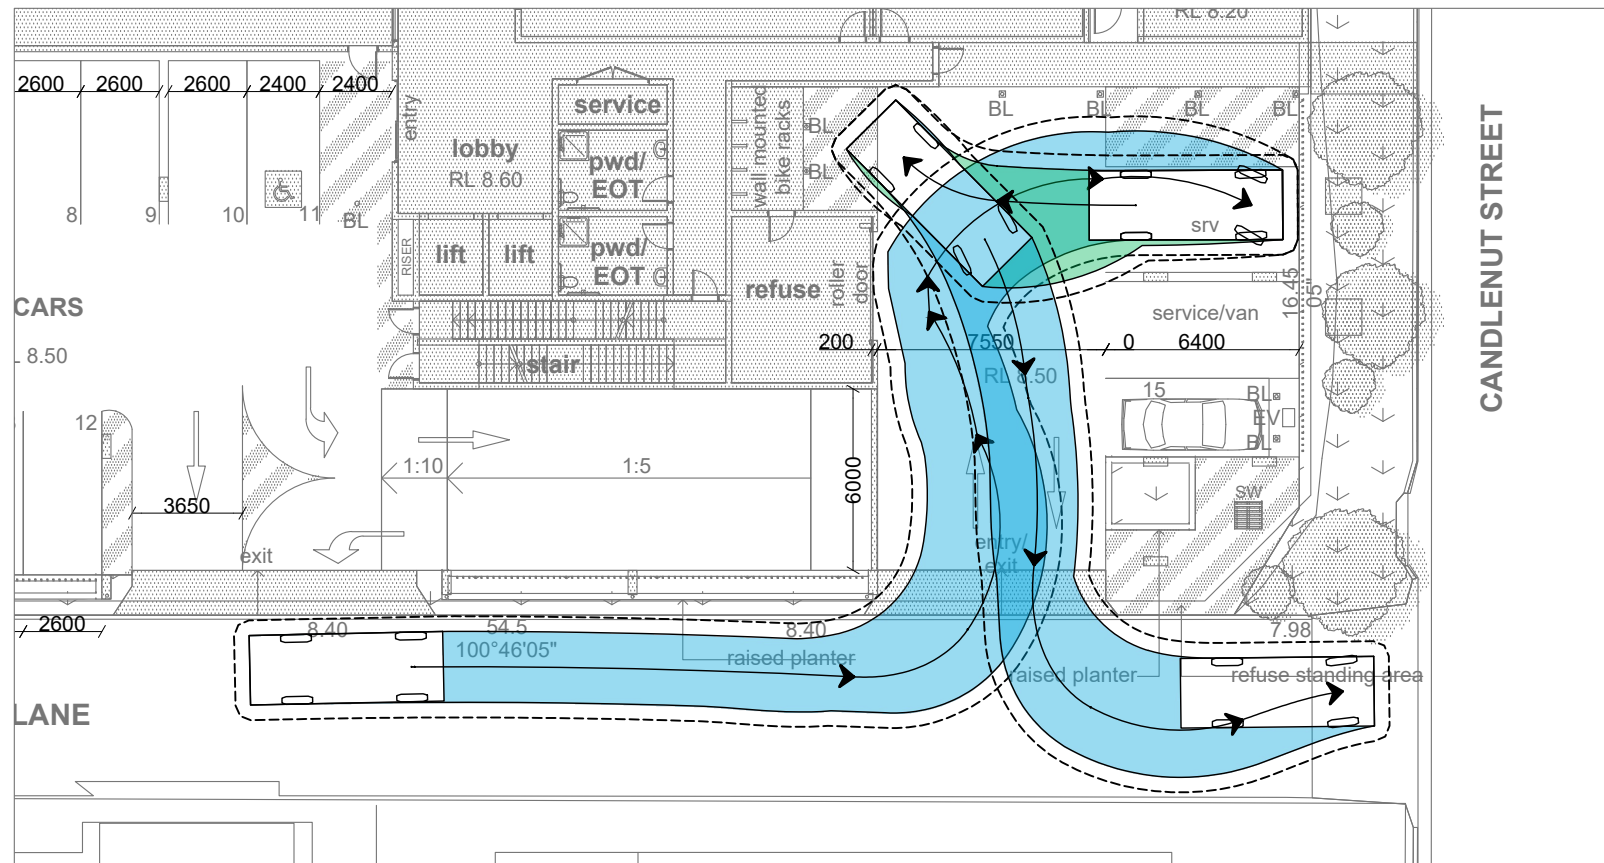 RL 8.20
2600
2600
2600
2400
2400
entry
service
lobby
RL 8.60
pwd/
EOT
wall mounted
bike racks
BL
BL
BL
BL
BL
BL
8
9
10
11
BL
RISER
lift
lift
pwd/
EOT
refuse
roller
door
srv
service/van
16.45
CANDLENUT STREET
CARS
8.50
stair
200
7550
0
6400
RL 8.50
15
BL
EV
BL
12
1:10
1:5
6000
3650
SW
exit
entry/
exit
2600
8.40
54.5
100°46'05"
8.40
raised planter
raised planter
7.98
refuse standing area
LANE